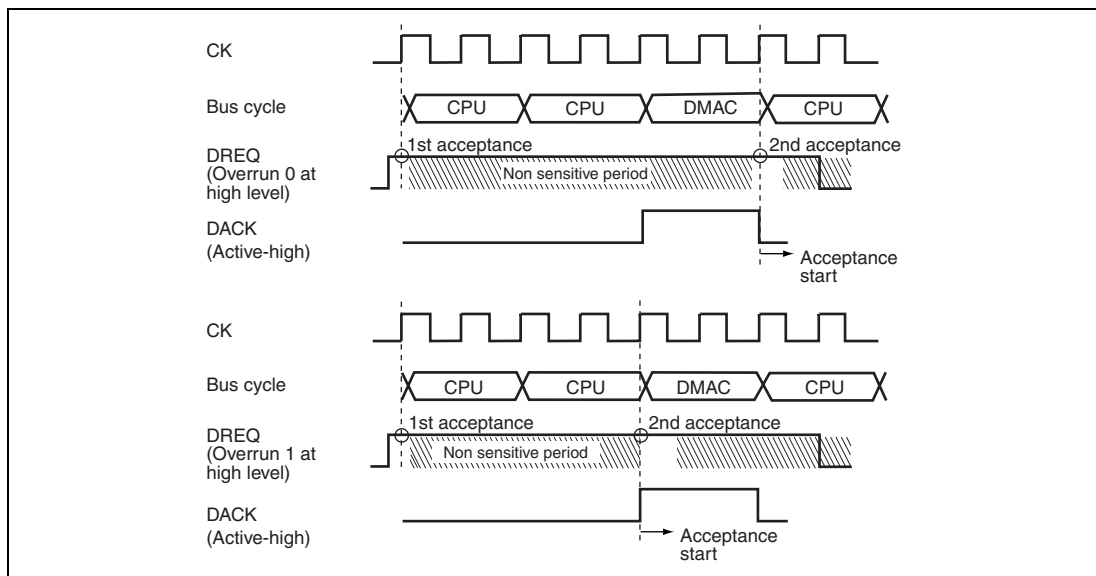 CK
Bus cycle
CPU CPU DMAC CPU
1st acceptance 2nd acceptance
DREQ
(Overrun 0 at
high level)
Non sensitive period
DACK
(Active-high)
Acceptance
start
CK
Bus cycle
CPU CPU DMAC CPU
1st acceptance 2nd acceptance
DREQ
(Overrun 1 at
high level)
Non sensitive period
DACK
(Active-high)
Acceptance
start